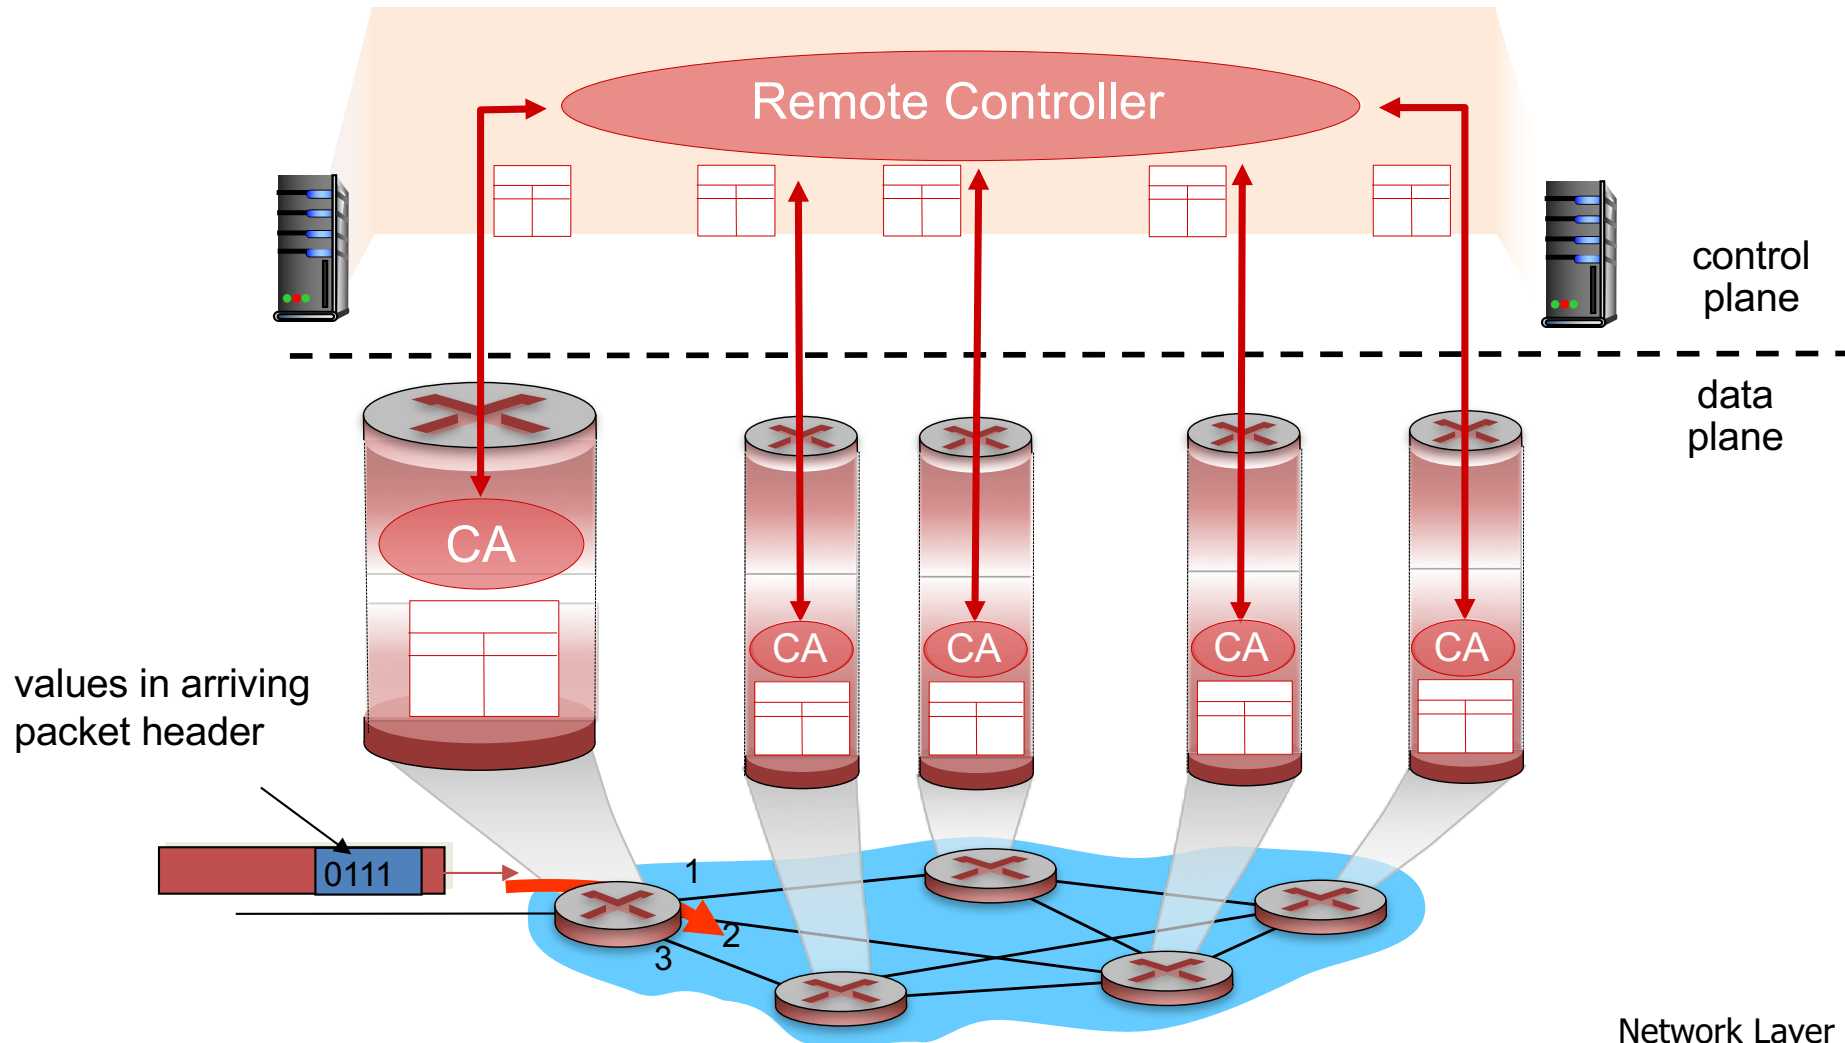 Remote Controller
control
plane
data
plane
CA
CA
CA
CA
CA
values in arriving
packet header
0111
1
2
3
Network Layer